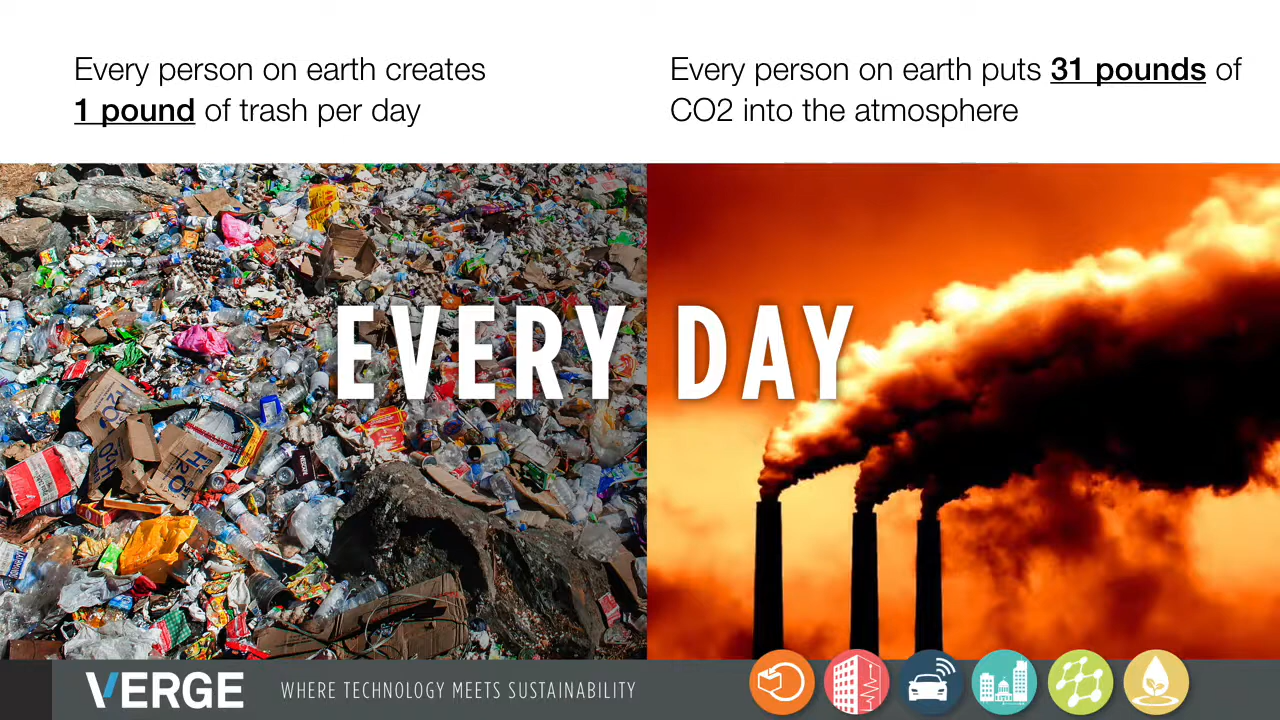 Every person on earth creates
1 pound of trash per day
Every person on earth puts 31 pounds of
CO2 into the atmosphere
EVERY DAY
H2O
VERGE
WHERE TECHNOLOGY MEETS SUSTAINABILITY